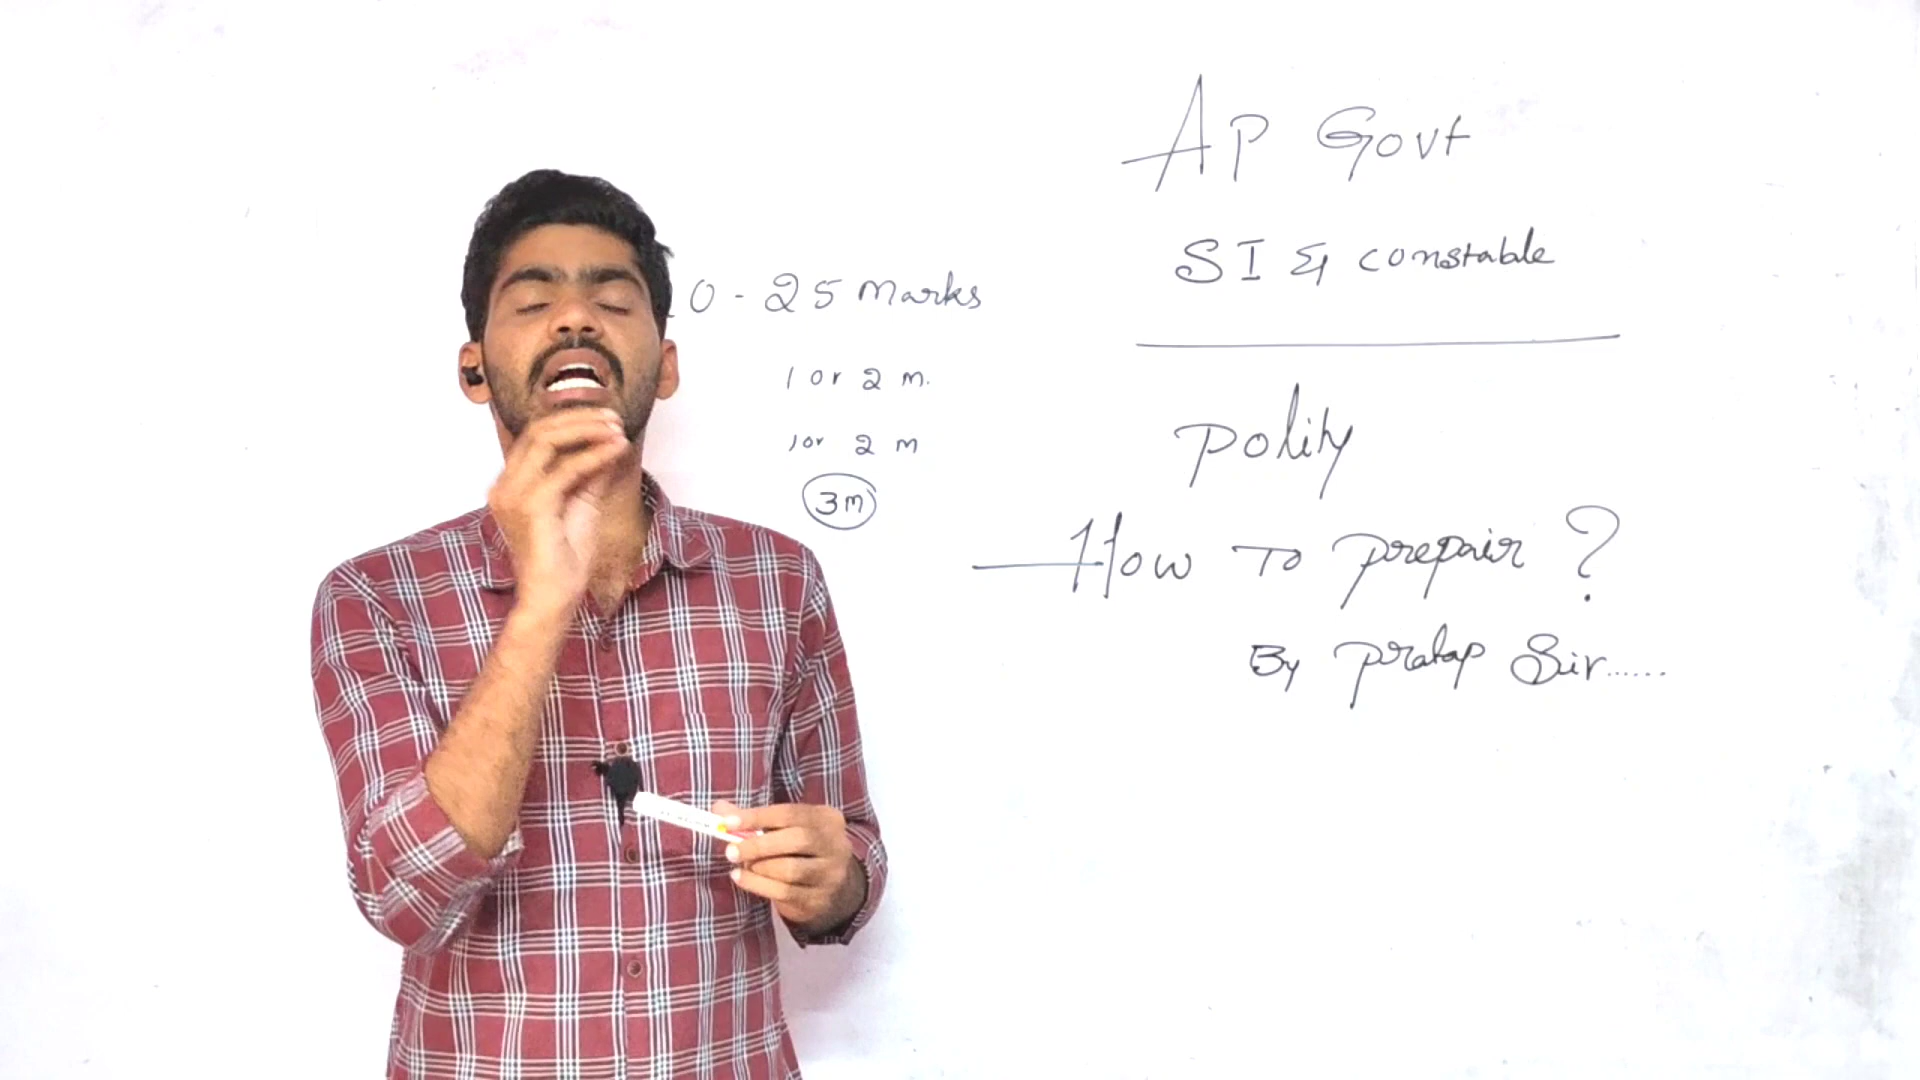 AP Govt
SI & constable
Polity
How To prepair ?
By pratap Sir......
0 - 25 Marks
1 or 2 m.
1 or 2 m
3m